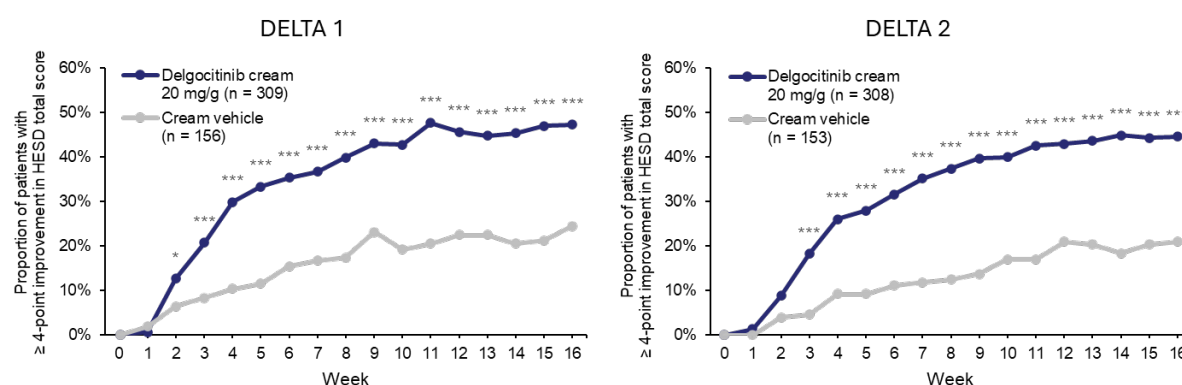 DELTA 1
Proportion of patients with
≥ 4-point improvement in HESD total score
60%
50%
40%
30%
20%
10%
0%
Delgocitinib cream
20 mg/g (n = 309)
Cream vehicle
(n = 156)
* *** *** *** *** *** *** *** *** *** *** *** *** *** ***
0 1 2 3 4 5 6 7 8 9 10 11 12 13 14 15 16
Week
DELTA 2
Proportion of patients with
≥ 4-point improvement in HESD total score
60%
50%
40%
30%
20%
10%
0%
Delgocitinib cream
20 mg/g (n = 308)
Cream vehicle
(n = 153)
*** *** *** *** *** *** *** *** *** *** *** *** *** ***
0 1 2 3 4 5 6 7 8 9 10 11 12 13 14 15 16
Week